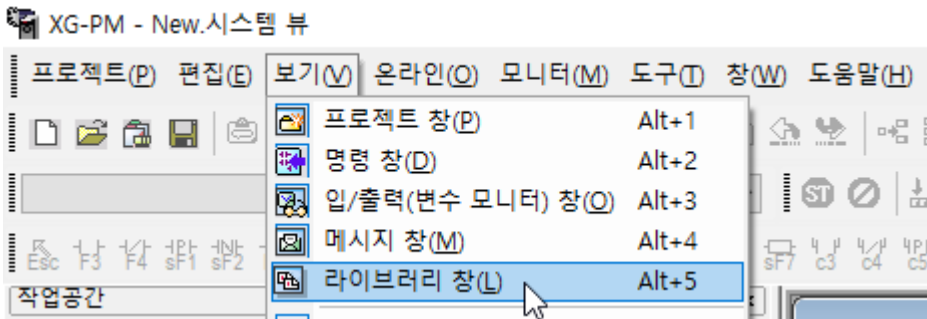 XG-PM - New.시스템 뷰
프로젝트(P) 편집(E) 보기(V) 온라인(O) 모니터(M) 도구(T) 창(W) 도움말(H)
프로젝트 창(P) Alt+1
명령 창(D) Alt+2
입/출력(변수 모니터) 창(O) Alt+3
메시지 창(M) Alt+4
라이브러리 창(L) Alt+5
ST
Esc F3 F4 sF1 sF2 sF7 c3 c4 c5
작업공간